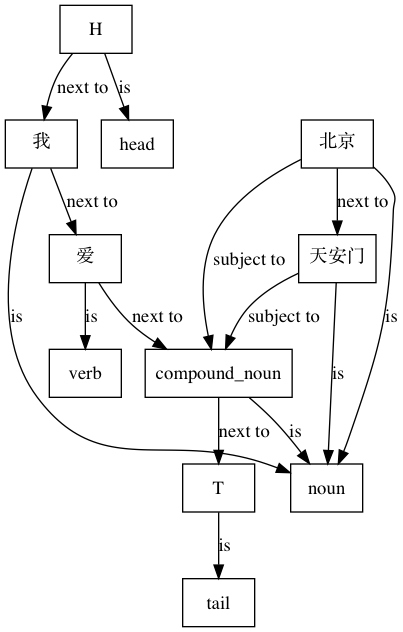 H
next to
is
我
head
北京
next to
next to
爱
subject to
天安门
is
is
next to
subject to
is
is
verb
compound_noun
next to
is
T
noun
is
tail